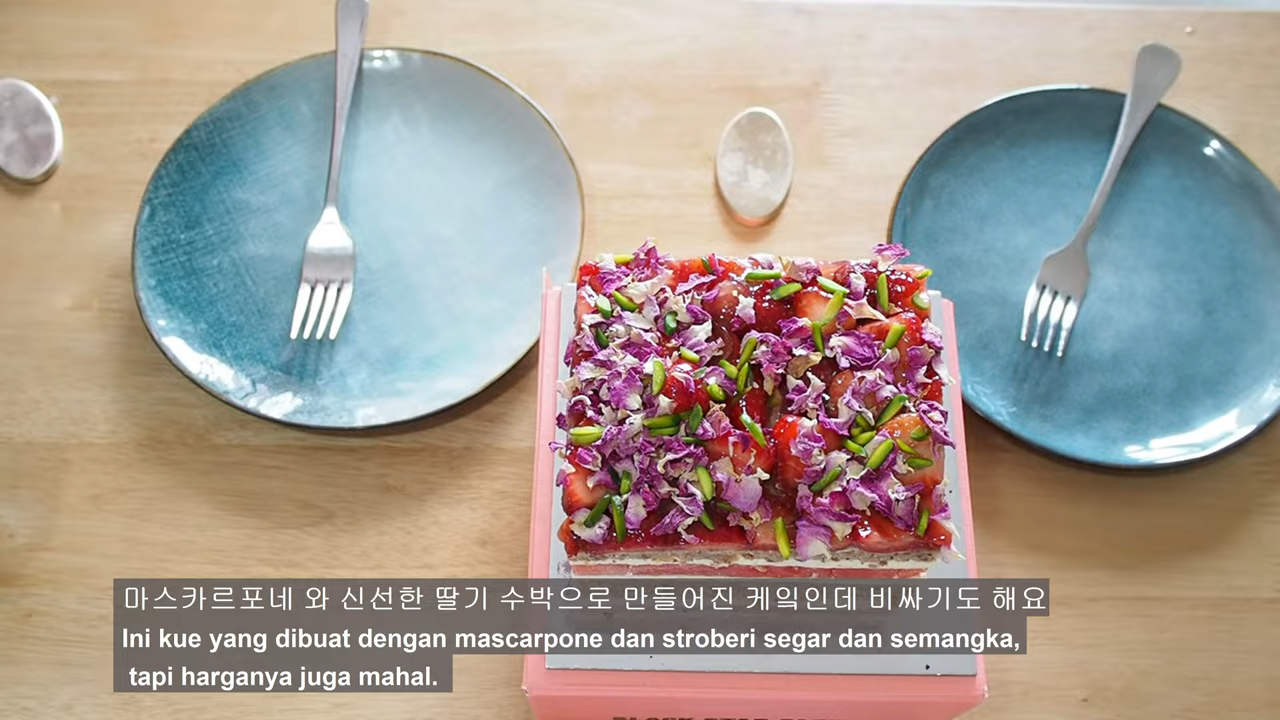 마스카르포네 와 신선한 딸기 수박으로 만들어진 케잌인데 비싸기도 해요
Ini kue yang dibuat dengan mascarpone dan stroberi segar dan semangka,
tapi harganya juga mahal.